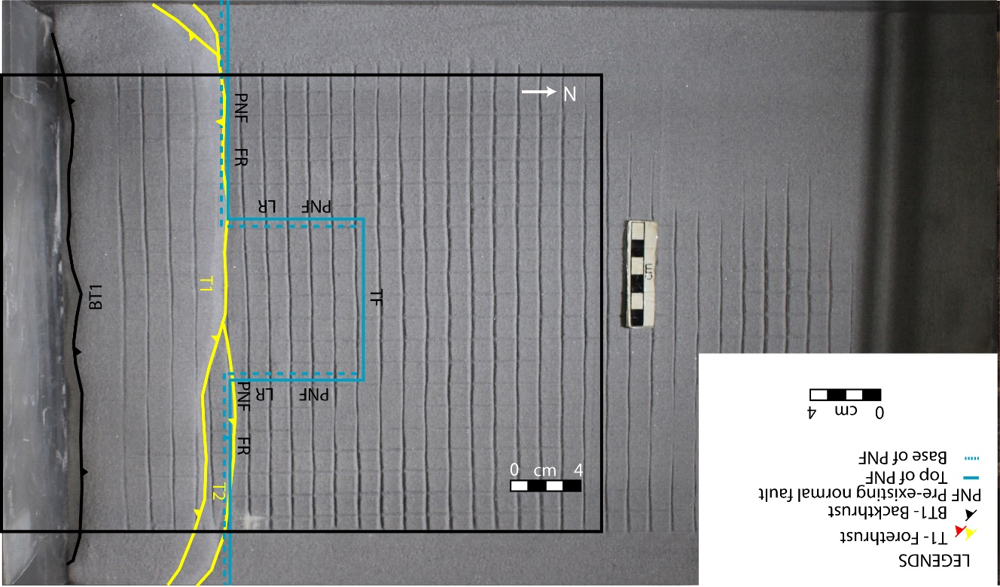 N
PNF
FR
LR
PNF
T1
BT1
TF
cm
LR
PNF
PNF
FR
T2
0 cm 4
LEGENDS
T1- Forethrust
BT1- Backthrust
PNF Pre-existing normal fault
Top of PNF
Base of PNF
0 cm 4